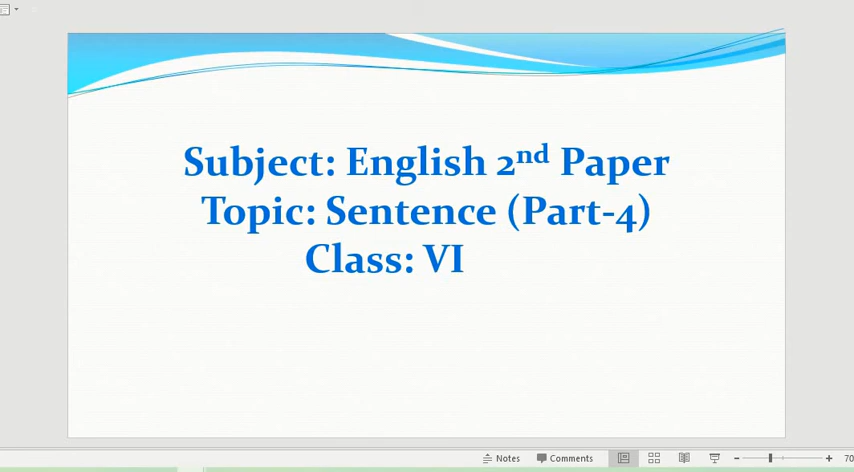 Subject: English 2nd Paper
Topic: Sentence (Part-4)
Class: VI
Notes
Comments
70